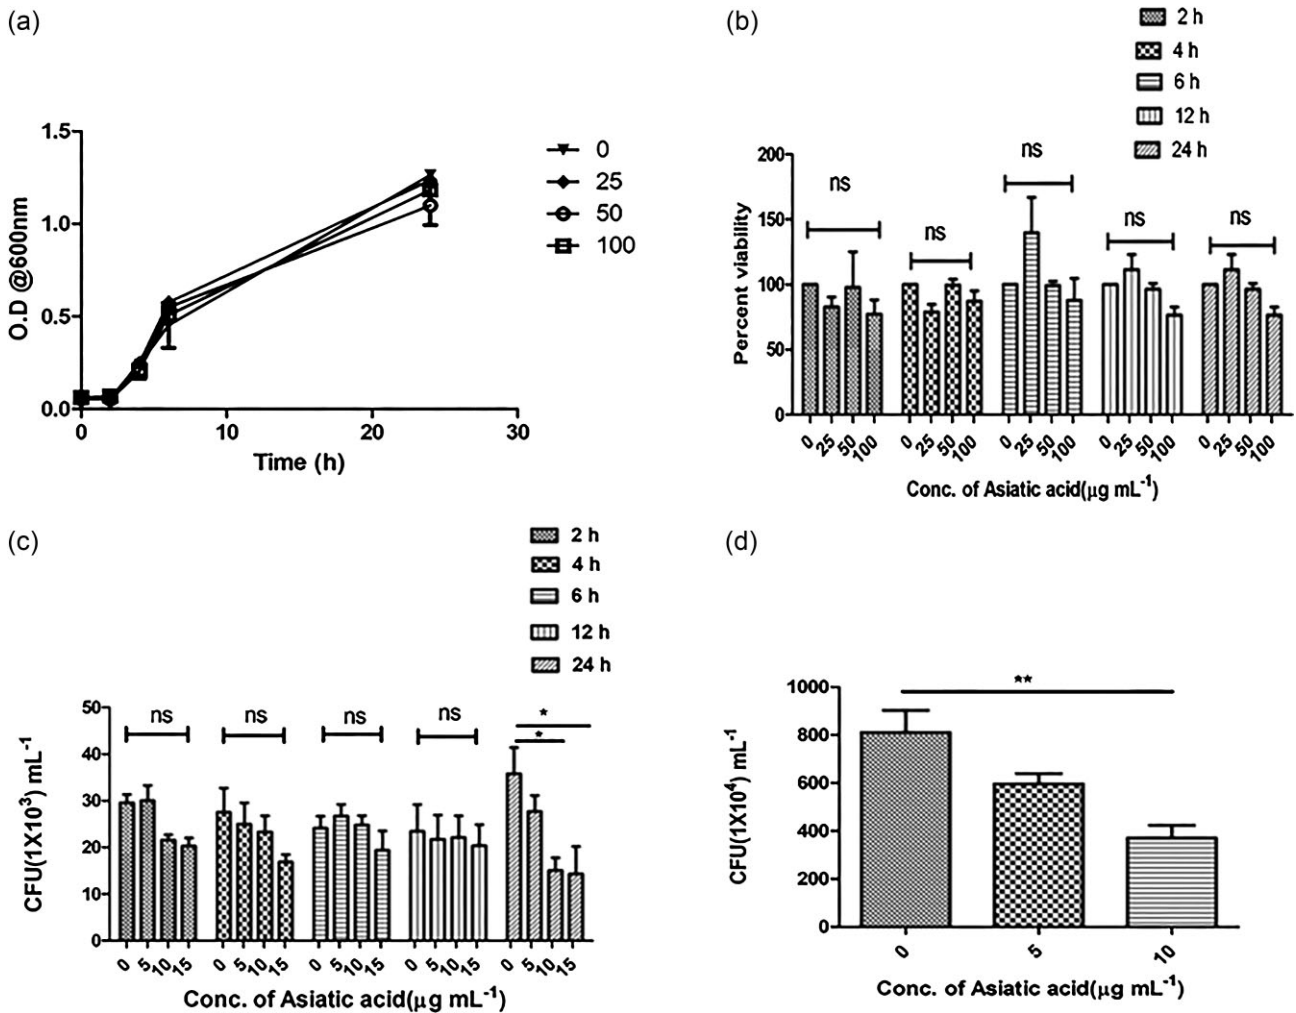 (a)
1.5
1.0
0.5
0.0
O.D @600nm
0
10
20
30
Time (h)
0
25
50
100
(b)
2 h
4 h
6 h
12 h
24 h
200
150
100
50
0
Percent viability
ns
ns
ns
ns
ns
0 25 50 100 0 25 50 100 0 25 50 100 0 25 50 100 0 25 50 100
Conc. of Asiatic acid(μg mL-1)
(c)
2 h
4 h
6 h
12 h
24 h
50
40
30
20
10
0
CFU(1X10³) mL-1
ns
ns
ns
ns
*
*
0 5 10 15 0 5 10 15 0 5 10 15 0 5 10 15 0 5 10 15
Conc. of Asiatic acid(μg mL-1)
(d)
1000
800
600
400
200
0
CFU(1X10⁴) mL-1
**
0
5
10
Conc. of Asiatic acid(μg mL-1)